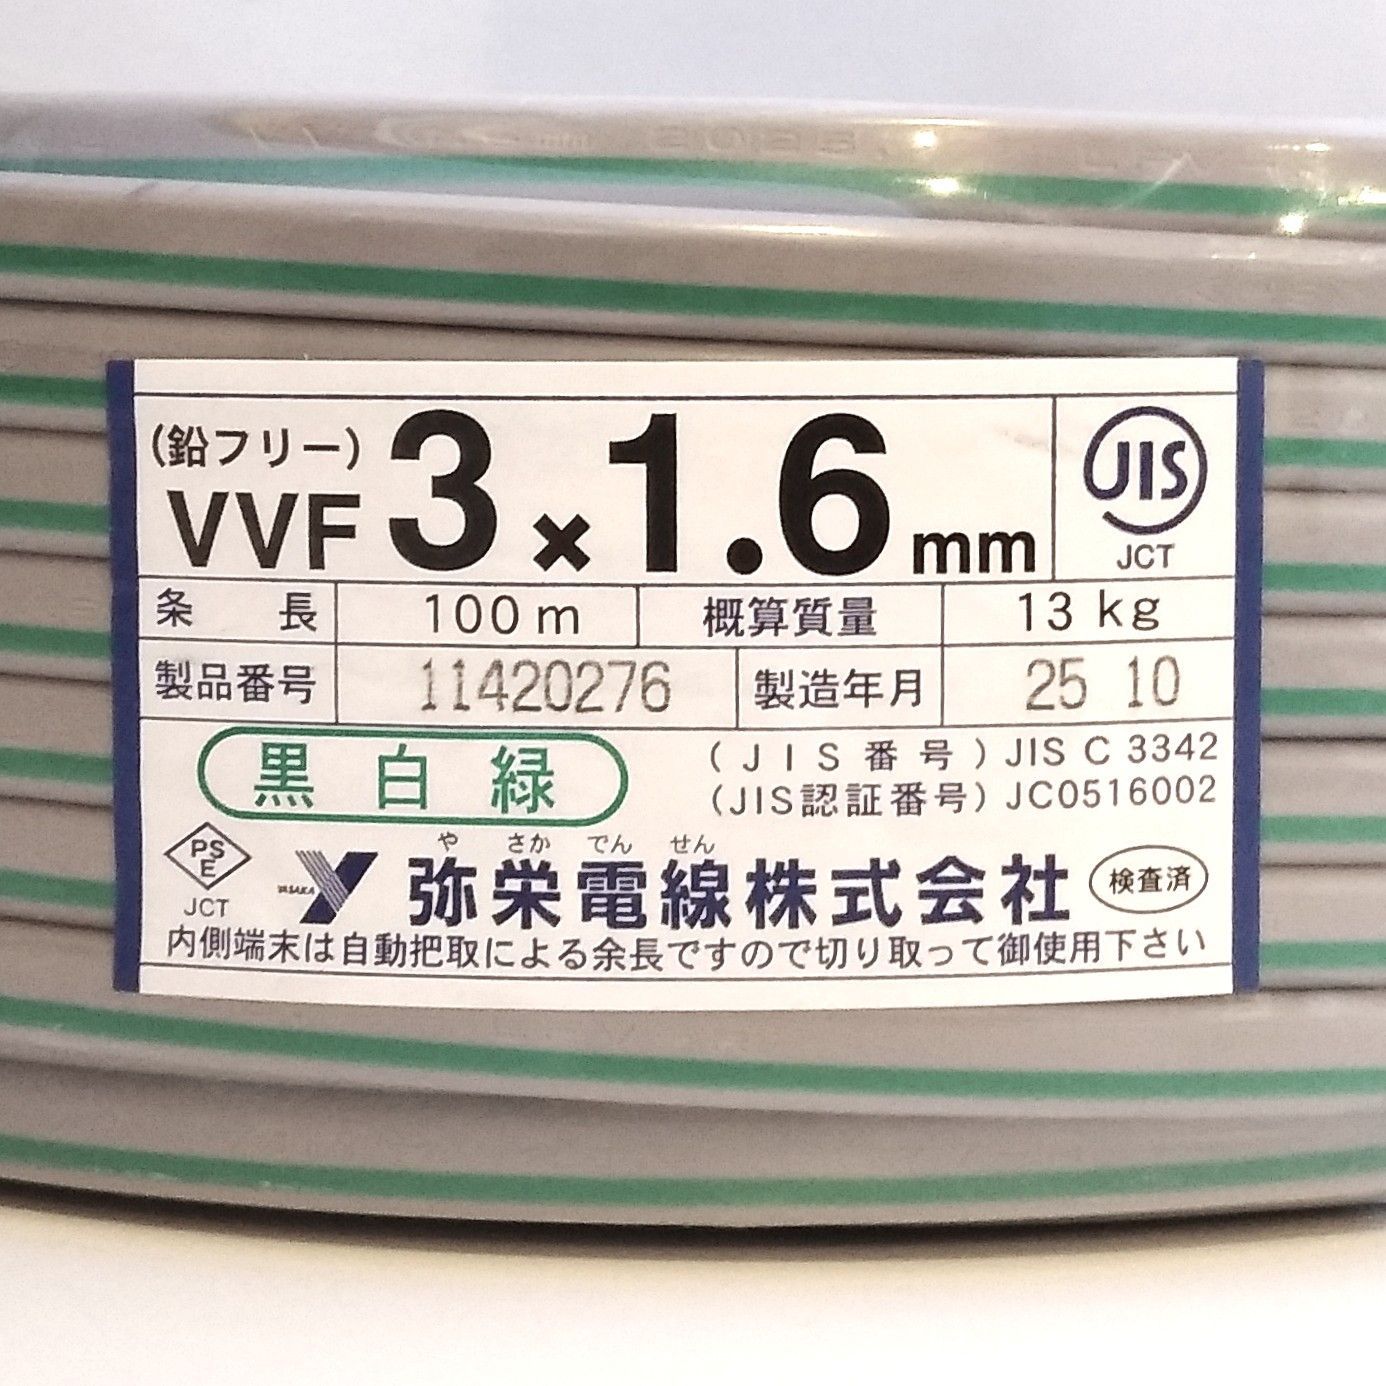 (鉛フリー)
VVF 3×1.6mm
JIS
JCT
条長 100m 概算質量 13kg
製品番号 11420276 製造年月 25 10
黒 白 緑
(JIS番号) JIS C 3342
(JIS認証番号) JC0516002
PS
E
JCT
YASAKA
や さか でん せん
弥栄電線株式会社
検査済
内側端末は自動把取による余長ですので切り取って御使用下さい